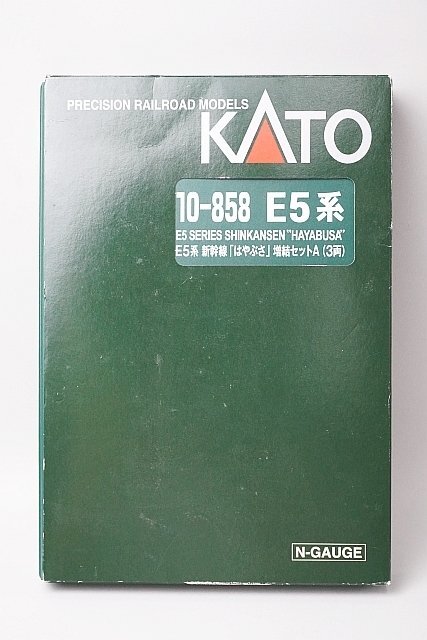 PRECISION RAILROAD MODELS
KATO
10-858 E5系
E5 SERIES SHINKANSEN "HAYABUSA"
E5系 新幹線「はやぶさ」増結セットA(3両)
N-GAUGE